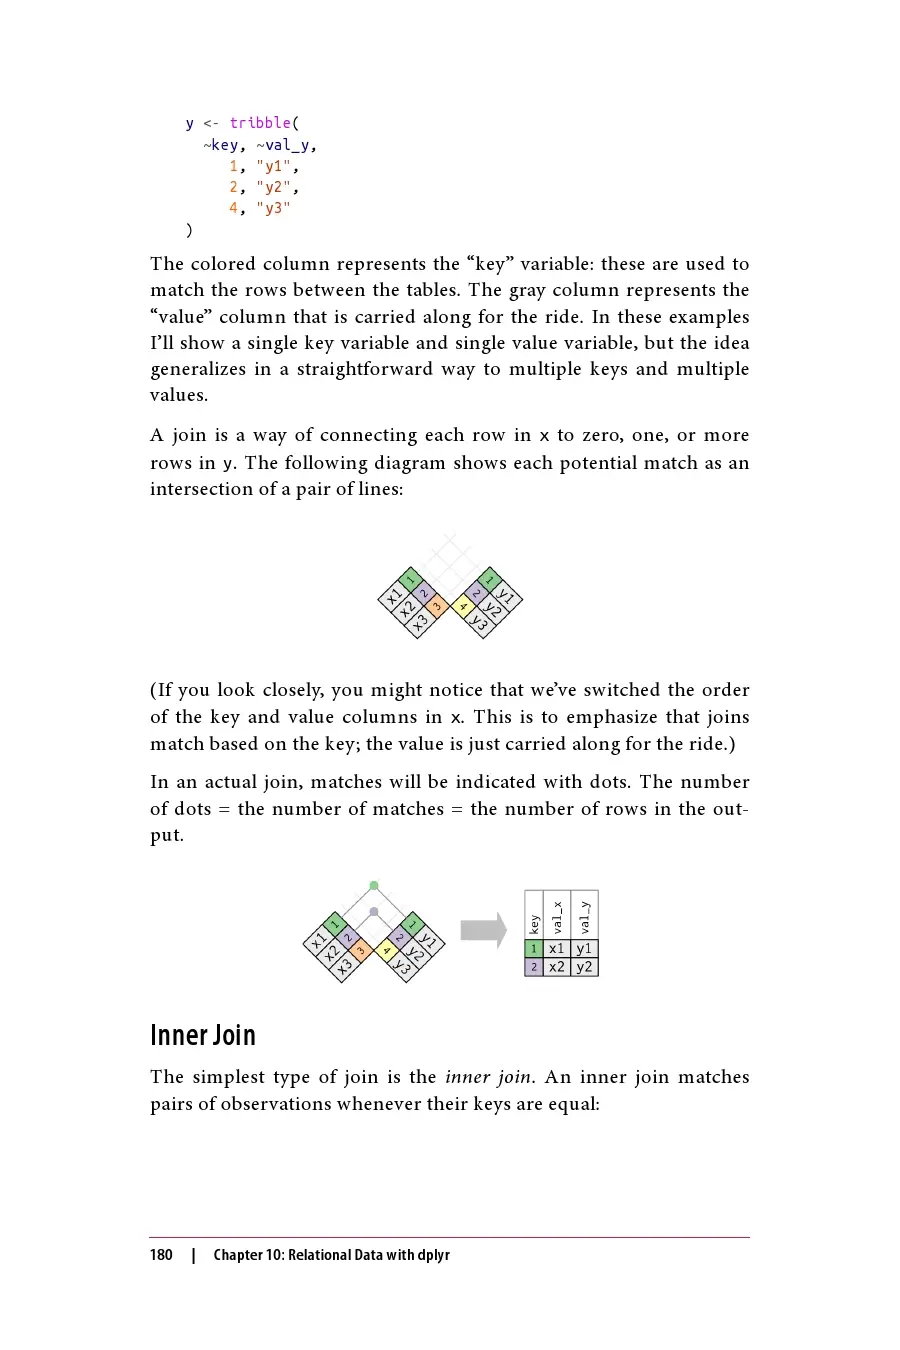 y <- tribble(
~key, ~val_y,
1, "y1",
2, "y2",
4, "y3"
)
The colored column represents the “key” variable: these are used to
match the rows between the tables. The gray column represents the
“value” column that is carried along for the ride. In these examples
I’ll show a single key variable and single value variable, but the idea
generalizes in a straightforward way to multiple keys and multiple
values.
A join is a way of connecting each row in x to zero, one, or more
rows in y. The following diagram shows each potential match as an
intersection of a pair of lines:
x1 1
x2 2
x3 3
1 y1
2 y2
4 y3
(If you look closely, you might notice that we’ve switched the order
of the key and value columns in x. This is to emphasize that joins
match based on the key; the value is just carried along for the ride.)
In an actual join, matches will be indicated with dots. The number
of dots = the number of matches = the number of rows in the out-
put.
x1 1
x2 2
x3 3
1 y1
2 y2
4 y3
key val_x val_y
1 x1 y1
2 x2 y2
Inner Join
The simplest type of join is the inner join. An inner join matches
pairs of observations whenever their keys are equal:
180 | Chapter 10: Relational Data with dplyr